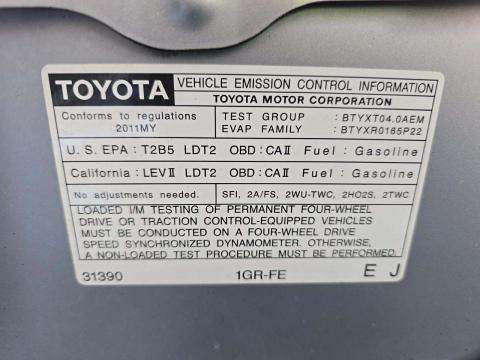 TOYOTA VEHICLE EMISSION CONTROL INFORMATION
TOYOTA MOTOR CORPORATION
Conforms to regulations
2011MY
TEST GROUP : BTYXT04.0AEM
EVAP FAMILY : BTYXR0165P22
U. S. EPA : T2B5 LDT2 OBD : CAⅡ Fuel : Gasoline
California : LEVⅡ LDT2 OBD : CAⅡ Fuel : Gasoline
No adjustments needed. SFI, 2A/FS, 2WU-TWC, 2HO2S, 2TWC
LOADED I/M TESTING OF PERMANENT FOUR-WHEEL
DRIVE OR TRACTION CONTROL-EQUIPPED VEHICLES
MUST BE CONDUCTED ON A FOUR-WHEEL DRIVE
SPEED SYNCHRONIZED DYNAMOMETER. OTHERWISE,
A NON-LOADED TEST PROCEDURE MUST BE PERFORMED.
31390 1GR-FE E J